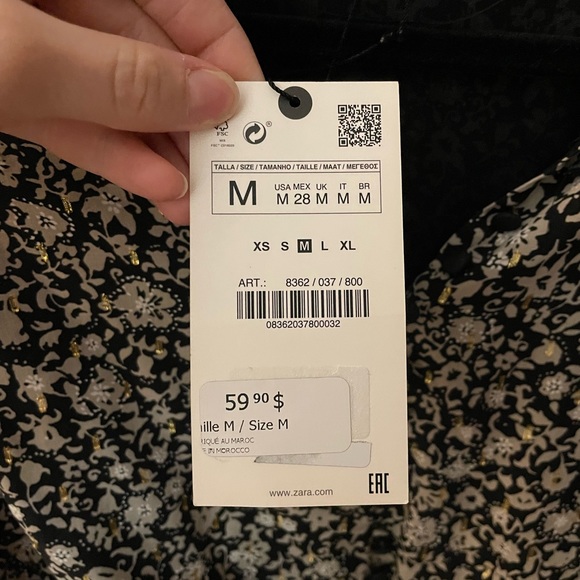 FSC
®
TALLA / SIZE / TAMANHO / TAILLE / MAAT / ΜΕΓΕΘΟΣ
M
USA MEX UK IT BR
M 28 M M M
XS S M L XL
ART.: 8362 / 037 / 800
08362037800032
59 90 $
ille M / Size M
IQUÉ AU MAROC
IN MOROCCO
www.zara.com
EAC